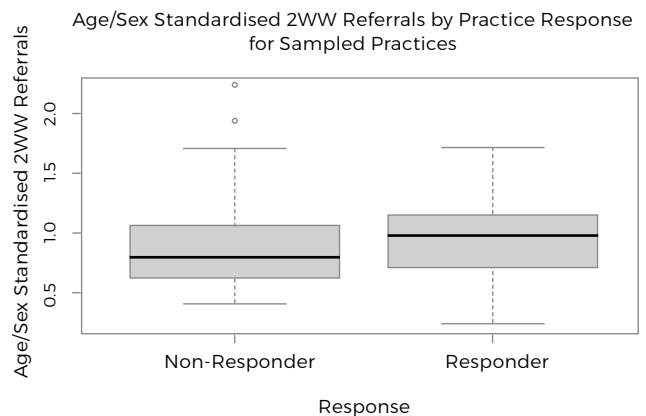 Age/Sex Standardised 2WW Referrals by Practice Response
for Sampled Practices
Age/Sex Standardised 2WW Referrals
2.0
1.5
1.0
0.5
Non-Responder
Responder
Response